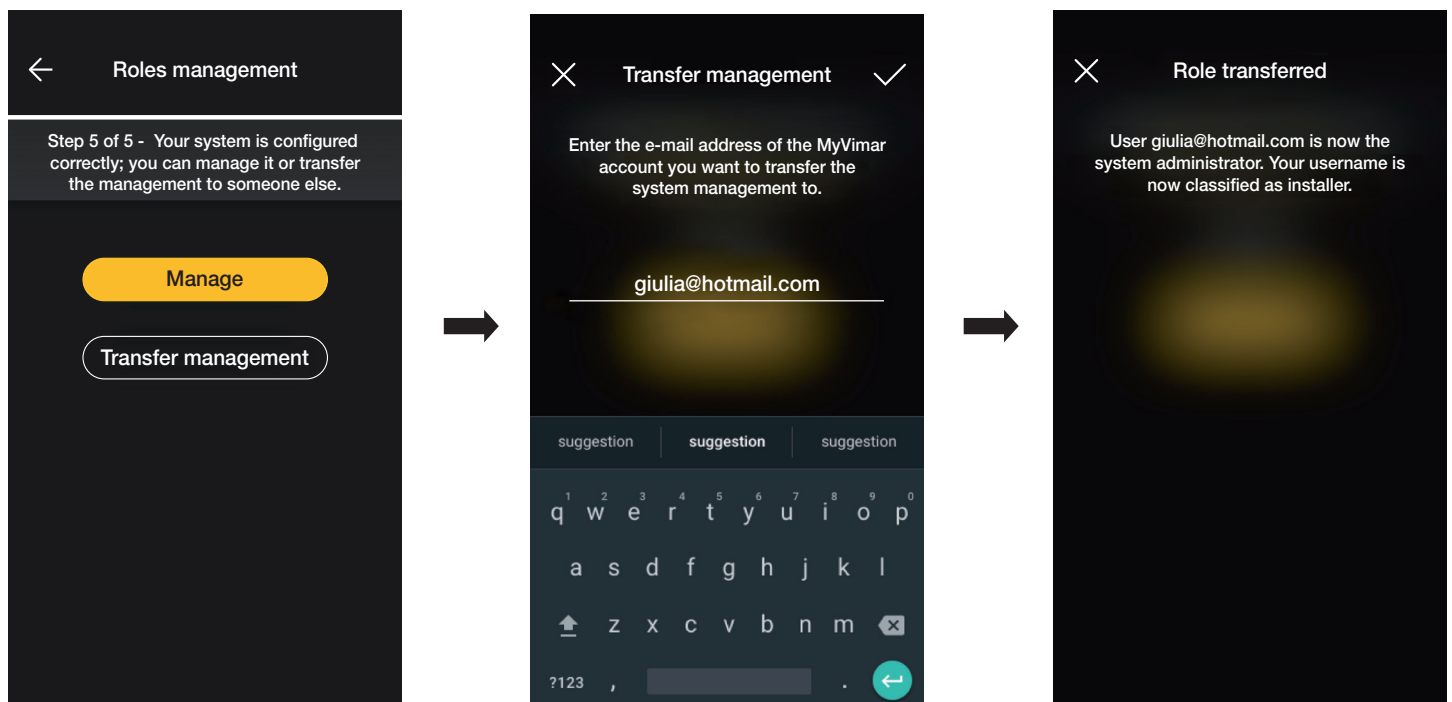 Roles management
Step 5 of 5 - Your system is configured
correctly; you can manage it or transfer
the management to someone else.
Manage
Transfer management
Transfer management
Enter the e-mail address of the MyVimar
account you want to transfer the
system management to.
giulia@hotmail.com
suggestion suggestion suggestion
1 2 3 4 5 6 7 8 9 0
q w e r t y u i o p
a s d f g h j k l
z x c v b n m
?123 , .
Role transferred
User giulia@hotmail.com is now the
system administrator. Your username is
now classified as installer.